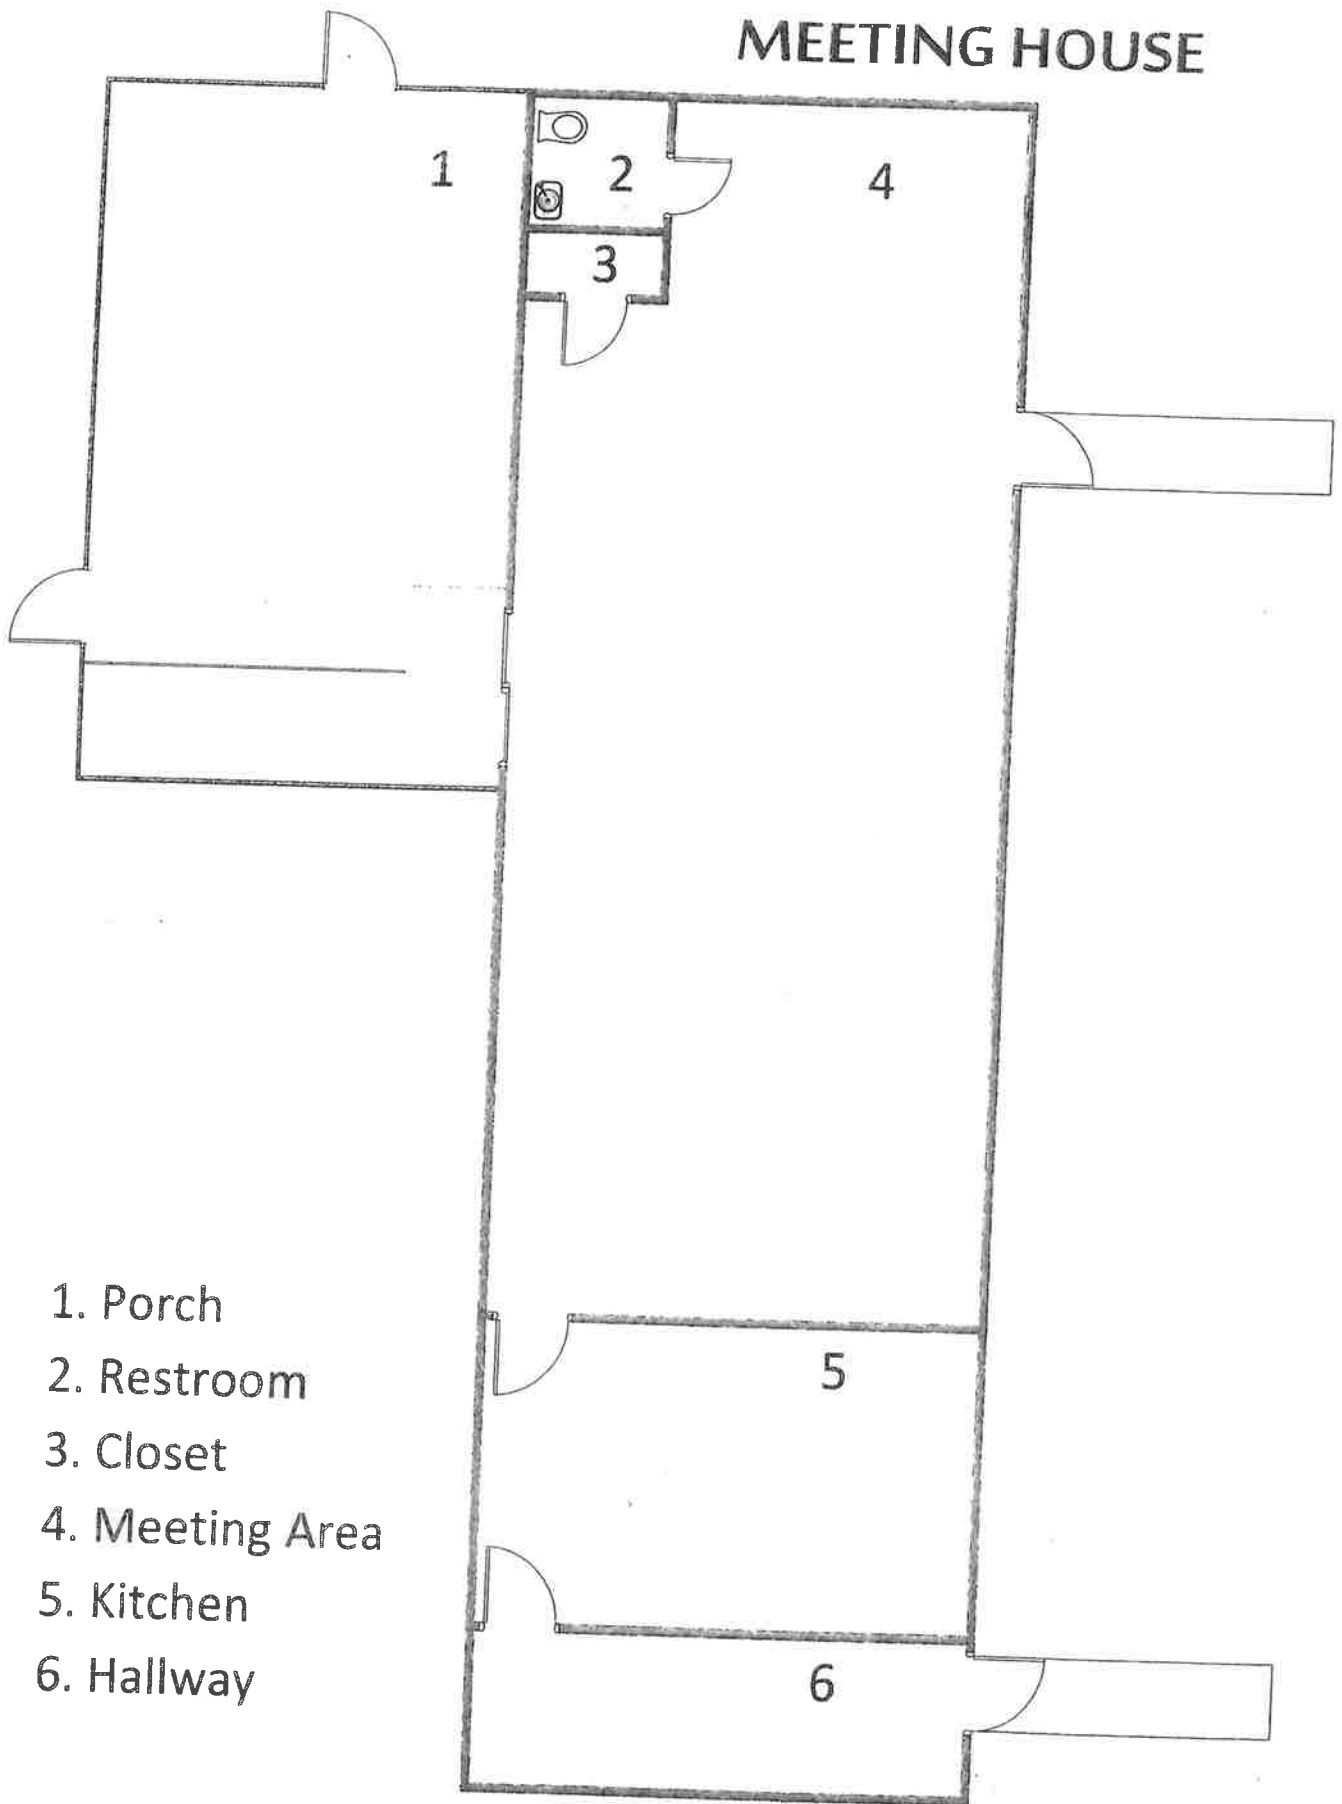 MEETING HOUSE
1
2
4
3
5
6
1. Porch
2. Restroom
3. Closet
4. Meeting Area
5. Kitchen
6. Hallway